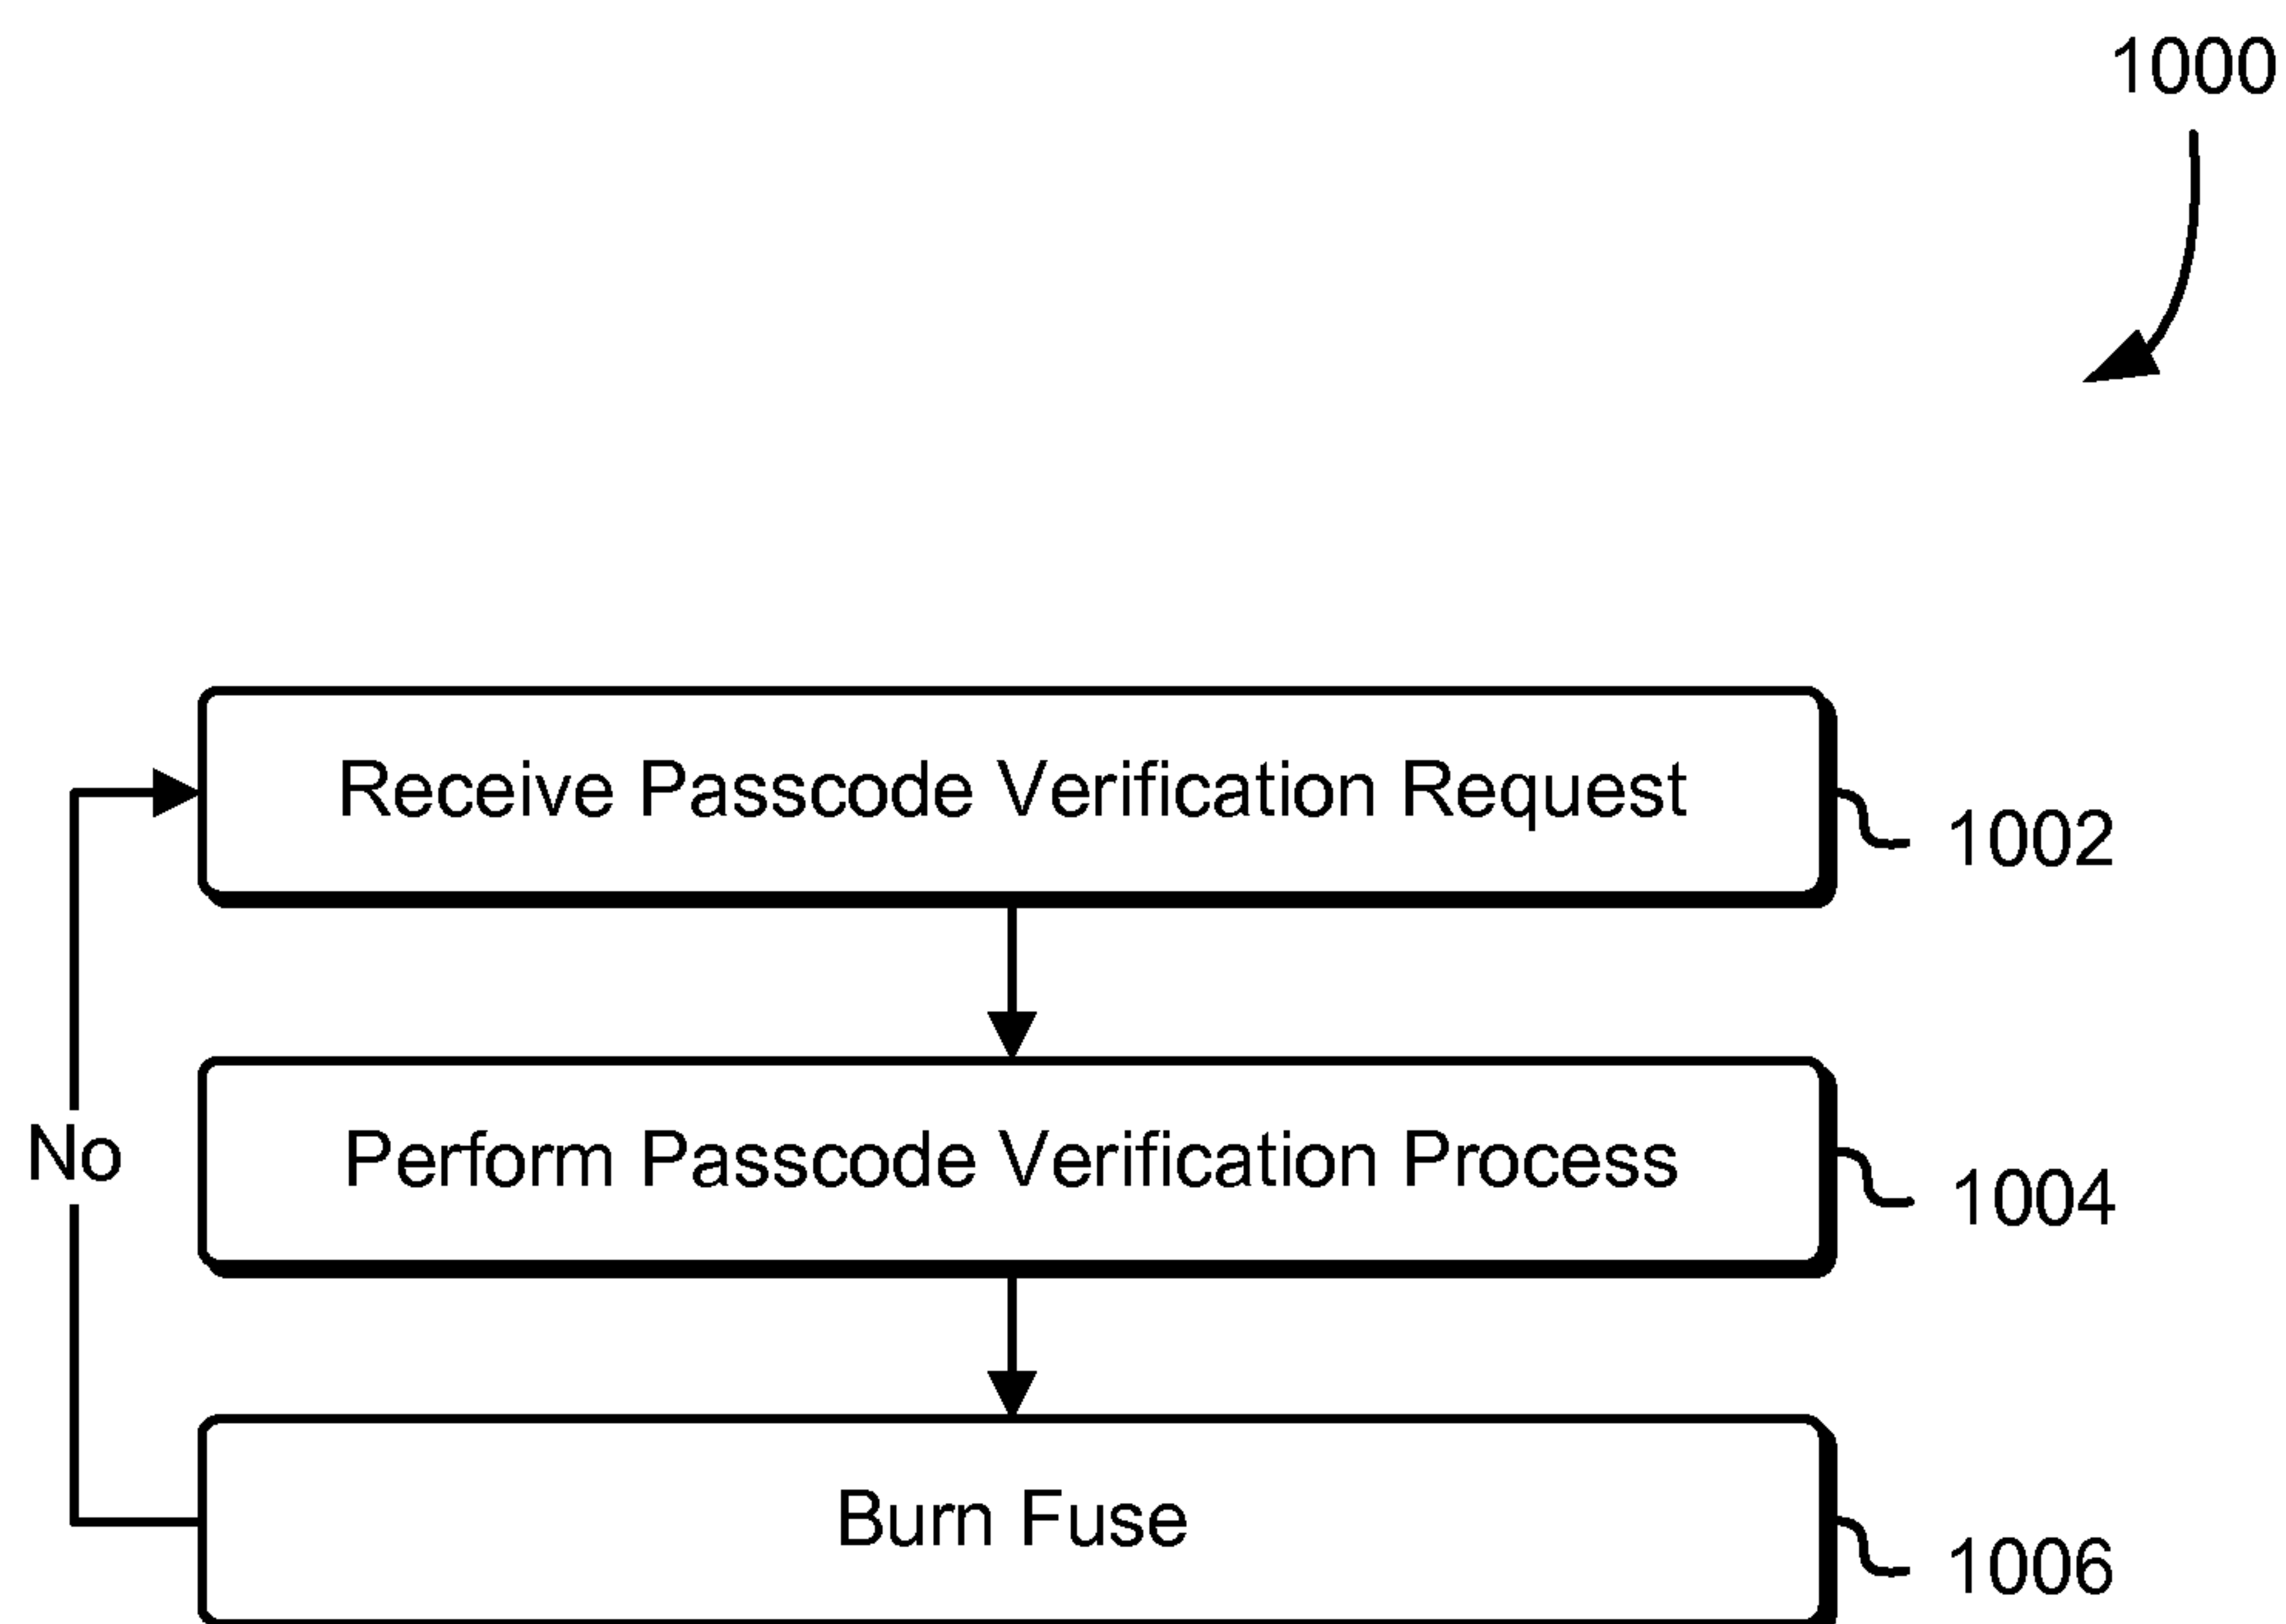 1000
Receive Passcode Verification Request
1002
No
Perform Passcode Verification Process
1004
Burn Fuse
1006